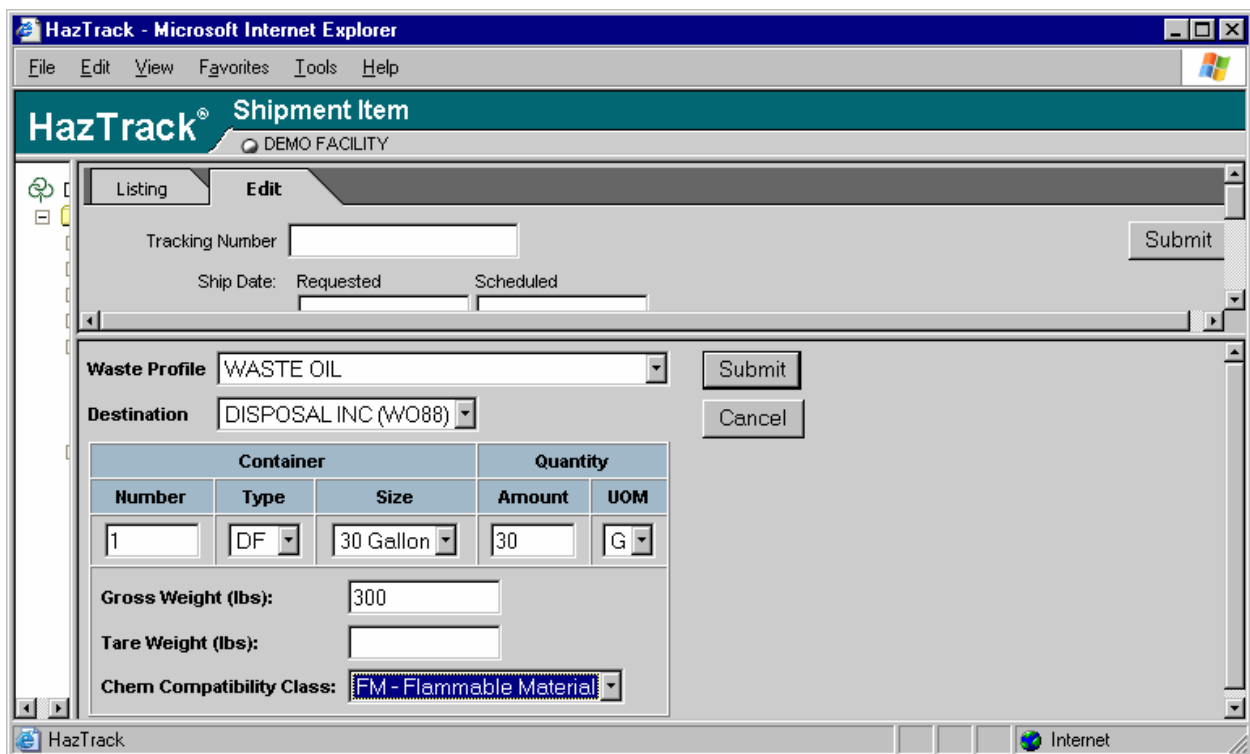 HazTrack - Microsoft Internet Explorer
File Edit View Favorites Tools Help
HazTrack® Shipment Item
DEMO FACILITY
Listing Edit
Tracking Number Submit
Ship Date: Requested Scheduled
Waste Profile WASTE OIL Submit
Destination DISPOSAL INC (WO88) Cancel
Container Quantity
Number Type Size Amount UOM
1 DF 30 Gallon 30 G
Gross Weight (lbs): 300
Tare Weight (lbs):
Chem Compatibility Class: FM - Flammable Material
HazTrack Internet